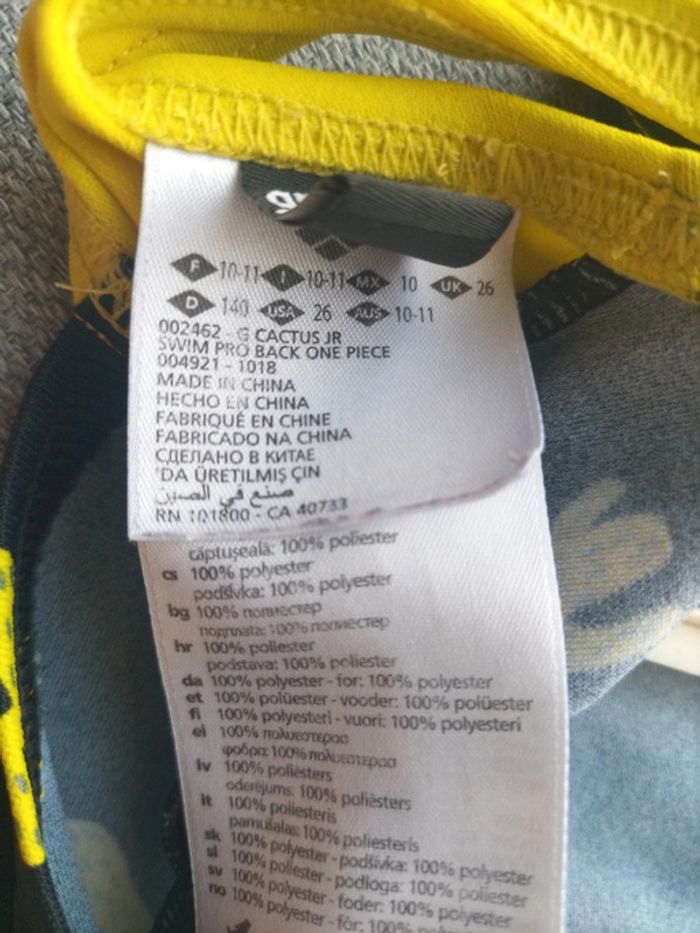 F 10-11 I 10-11 MX 10 UK 26
D 140 USA 26 AUS 10-11
002462 - G CACTUS JR
SWIM PRO BACK ONE PIECE
004921 - 1018
MADE IN CHINA
HECHO EN CHINA
FABRIQUÉ EN CHINE
FABRICADO NA CHINA
СДЕЛАНО В КИТАЕ
'DA ÜRETILMIŞ ÇIN
صنع في الصين
RN 101800 - CA 40733
căptuşeală: 100% poliester
cs 100% polyester
podšívka: 100% polyester
bg 100% полиестер
подплата: 100% полиестер
hr 100% poliester
podstava: 100% poliester
da 100% polyester - for: 100% polyester
et 100% polüester - vooder: 100% polüester
fi 100% polyesteri - vuori: 100% polyesteri
el 100% πολυεστερας
φοδρα: 100% πολυεστερας
lv 100% poliēsters
oderējums: 100% poliēsters
lt 100% poliesteris
pamušalas: 100% poliesteris
sk 100% polyester - podšívka: 100% polyester
sl 100% poliester - podloga: 100% poliester
sv 100% polyester - foder: 100% polyester
no 100% polyester - fôr: 100% polyester